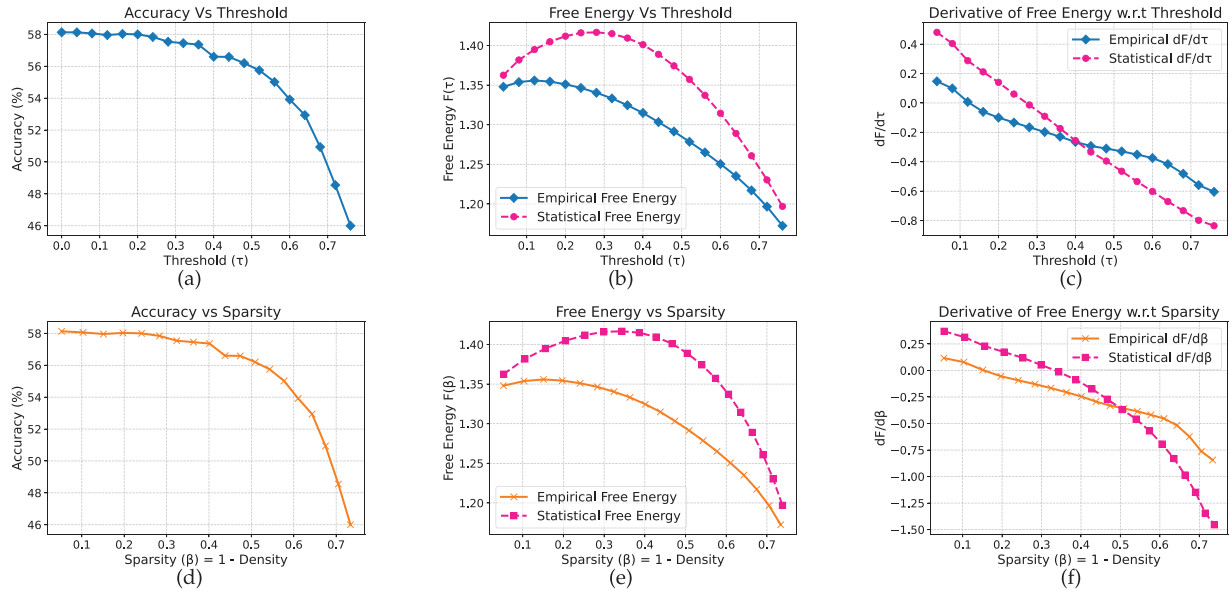 Accuracy Vs Threshold
Accuracy (%)
58
56
54
52
50
48
46
0.0 0.1 0.2 0.3 0.4 0.5 0.6 0.7
Threshold (τ)
(a)
Free Energy Vs Threshold
Free Energy F(τ)
1.40
1.35
1.30
1.25
1.20
Empirical Free Energy
Statistical Free Energy
0.1 0.2 0.3 0.4 0.5 0.6 0.7
Threshold (τ)
(b)
Derivative of Free Energy w.r.t Threshold
dF/dτ
0.4
0.2
0.0
−0.2
−0.4
−0.6
−0.8
Empirical dF/dτ
Statistical dF/dτ
0.1 0.2 0.3 0.4 0.5 0.6 0.7
Threshold (τ)
(c)
Accuracy vs Sparsity
Accuracy (%)
58
56
54
52
50
48
46
0.1 0.2 0.3 0.4 0.5 0.6 0.7
Sparsity (β) = 1 - Density
(d)
Free Energy vs Sparsity
Free Energy F(β)
1.40
1.35
1.30
1.25
1.20
Empirical Free Energy
Statistical Free Energy
0.1 0.2 0.3 0.4 0.5 0.6 0.7
Sparsity (β) = 1 - Density
(e)
Derivative of Free Energy w.r.t Sparsity
dF/dβ
0.25
0.00
−0.25
−0.50
−0.75
−1.00
−1.25
−1.50
Empirical dF/dβ
Statistical dF/dβ
0.1 0.2 0.3 0.4 0.5 0.6 0.7
Sparsity (β) = 1 - Density
(f)